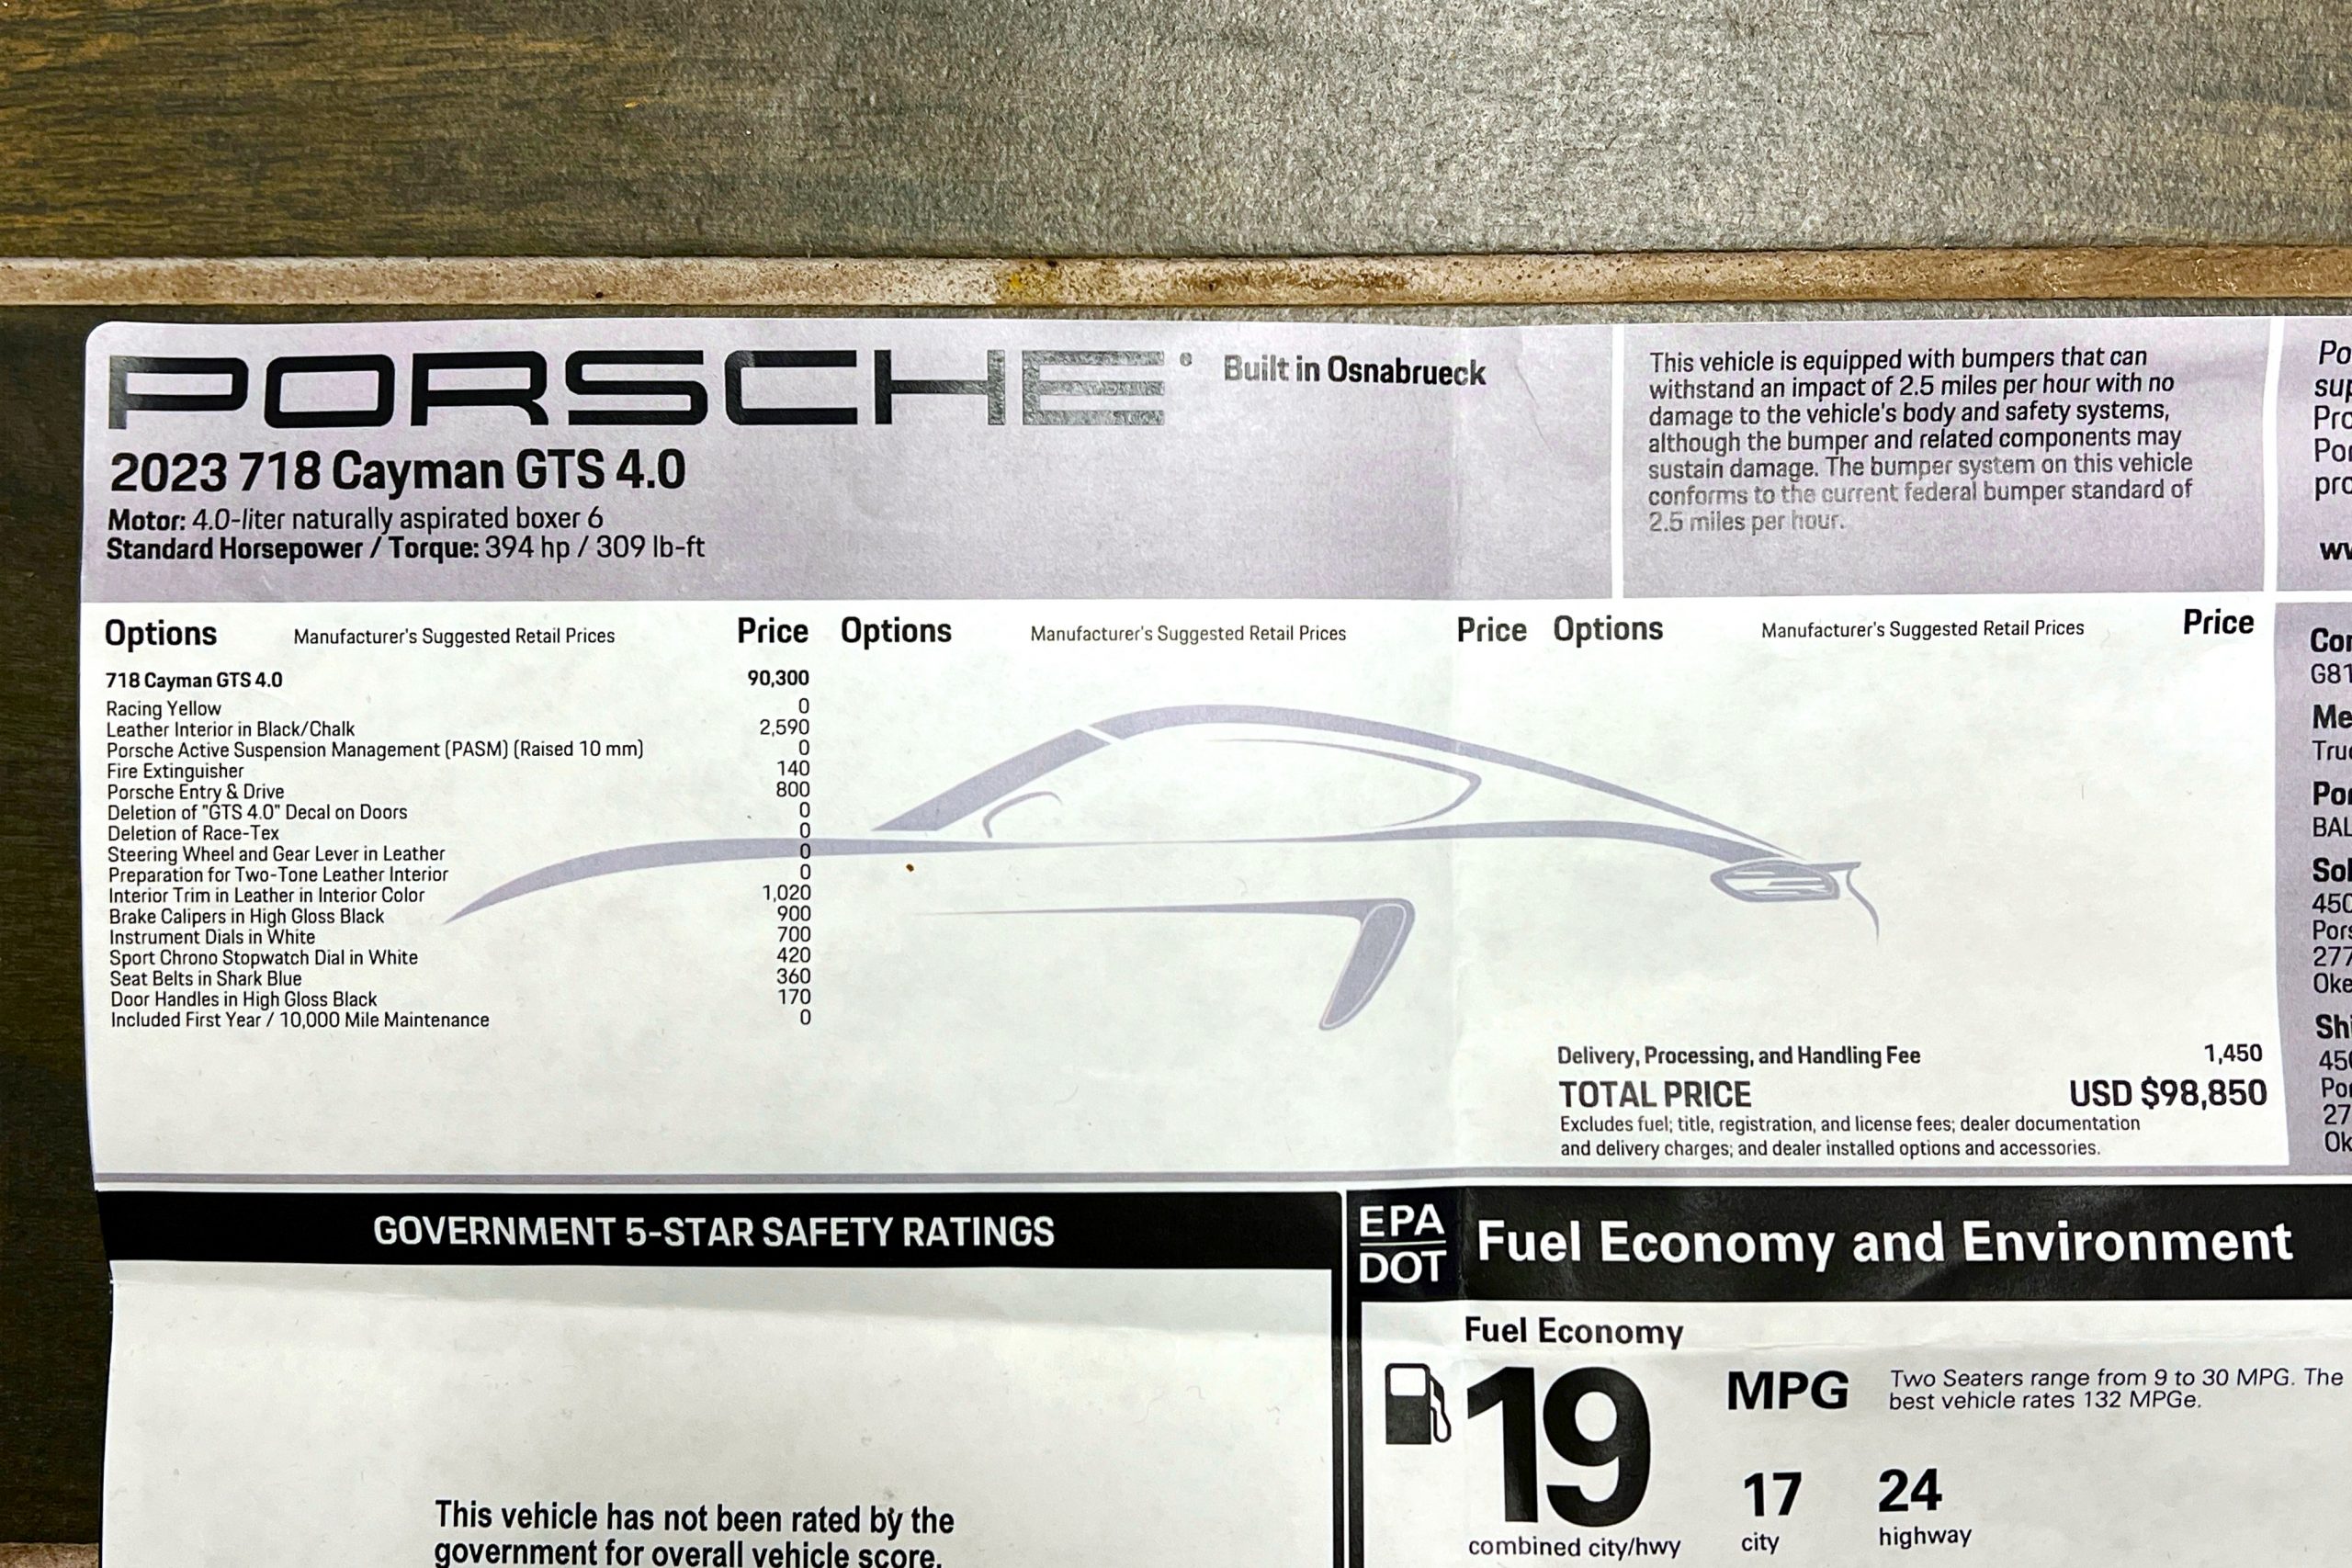 PORSCHE® Built in Osnabrueck
2023 718 Cayman GTS 4.0
Motor: 4.0-liter naturally aspirated boxer 6
Standard Horsepower / Torque: 394 hp / 309 lb-ft
This vehicle is equipped with bumpers that can
withstand an impact of 2.5 miles per hour with no
damage to the vehicle's body and safety systems,
although the bumper and related components may
sustain damage. The bumper system on this vehicle
conforms to the current federal bumper standard of
2.5 miles per hour.
Options Manufacturer's Suggested Retail Prices Price Options Manufacturer's Suggested Retail Prices Price Options Manufacturer's Suggested Retail Prices Price
718 Cayman GTS 4.0 90,300
Racing Yellow 0
Leather Interior in Black/Chalk 2,590
Porsche Active Suspension Management (PASM) (Raised 10 mm) 0
Fire Extinguisher 140
Porsche Entry & Drive 800
Deletion of "GTS 4.0" Decal on Doors 0
Deletion of Race-Tex 0
Steering Wheel and Gear Lever in Leather 0
Preparation for Two-Tone Leather Interior 0
Interior Trim in Leather in Interior Color 1,020
Brake Calipers in High Gloss Black 900
Instrument Dials in White 700
Sport Chrono Stopwatch Dial in White 420
Seat Belts in Shark Blue 360
Door Handles in High Gloss Black 170
Included First Year / 10,000 Mile Maintenance 0
Delivery, Processing, and Handling Fee 1,450
TOTAL PRICE USD $98,850
Excludes fuel; title, registration, and license fees; dealer documentation
and delivery charges; and dealer installed options and accessories.
GOVERNMENT 5-STAR SAFETY RATINGS
This vehicle has not been rated by the
government for overall vehicle score.
EPA
DOT
Fuel Economy and Environment
Fuel Economy
19 MPG
combined city/hwy
17
city
24
highway
Two Seaters range from 9 to 30 MPG. The
best vehicle rates 132 MPGe.